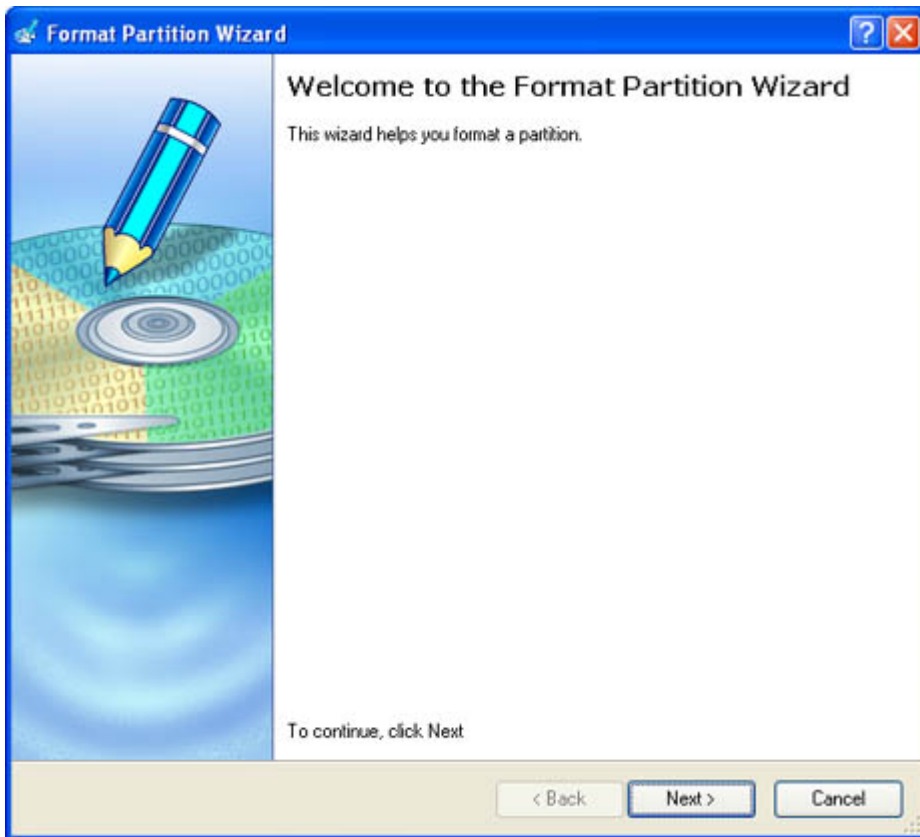 Format Partition Wizard
Welcome to the Format Partition Wizard
This wizard helps you format a partition.
To continue, click Next
< Back
Next >
Cancel